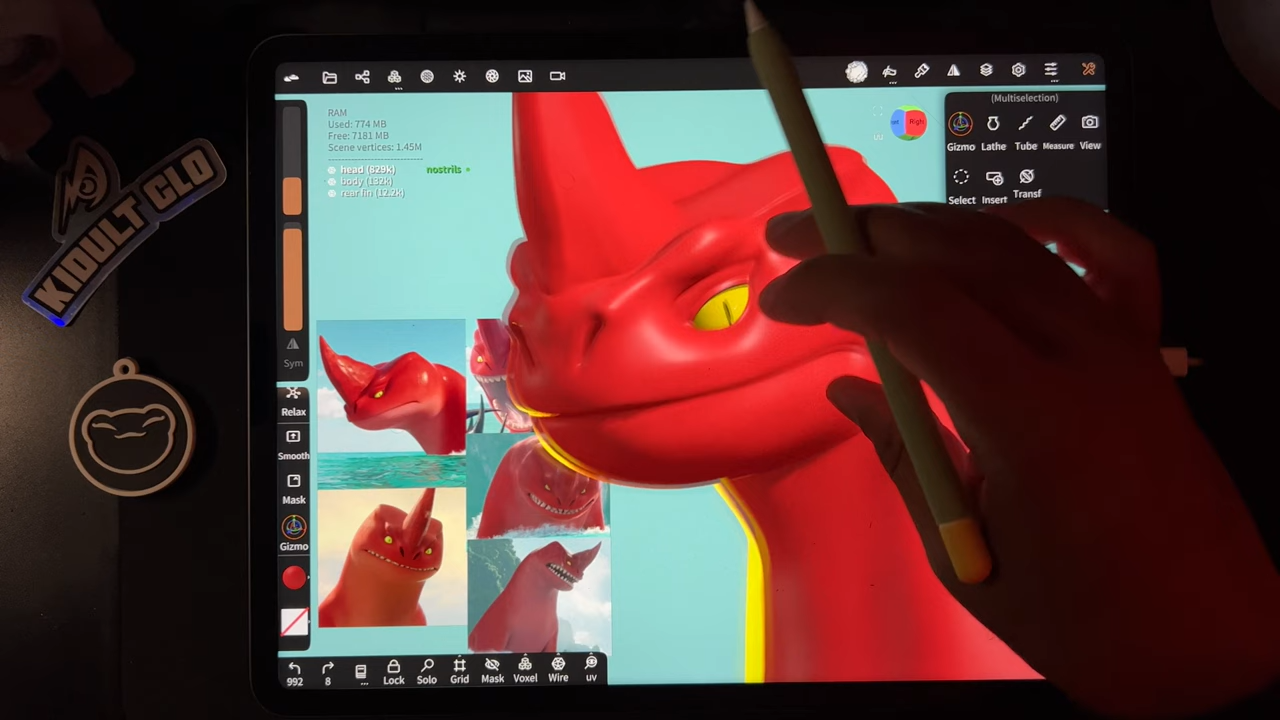 KIDULT CLO
RAM
Used: 774 MB
Free: 7181 MB
Scene vertices: 1.45M
head (829k)
body (132k)
rear fin (12.2k)
nostrils
Right
(Multiselection)
Gizmo Lathe Tube Measure View
Select Insert Transf
Sym
Relax
Smooth
Mask
Gizmo
992 8 Lock Solo Grid Mask Voxel Wire uv